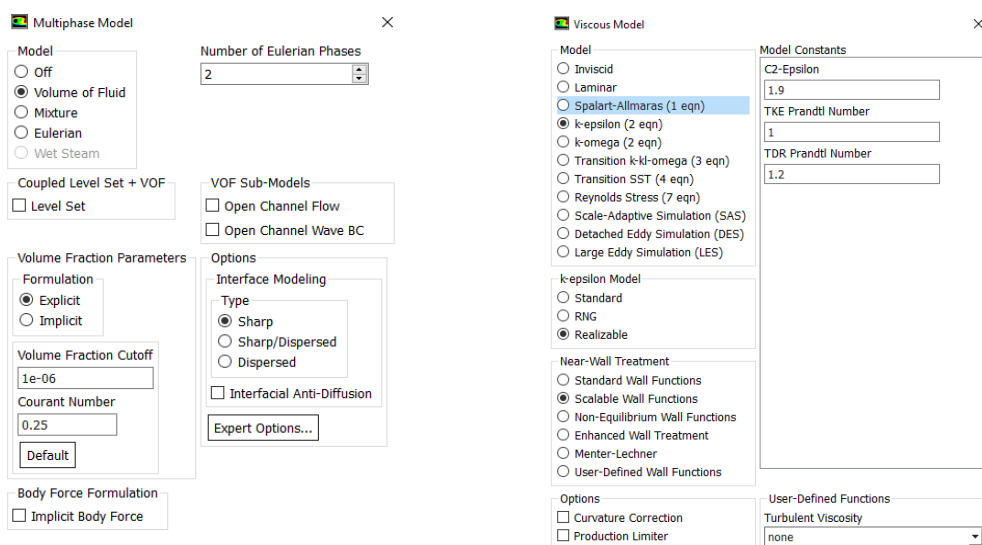 Multiphase Model
Model
Off
Volume of Fluid
Mixture
Eulerian
Wet Steam
Number of Eulerian Phases
2
Coupled Level Set + VOF
Level Set
VOF Sub-Models
Open Channel Flow
Open Channel Wave BC
Volume Fraction Parameters
Formulation
Explicit
Implicit
Volume Fraction Cutoff
1e-06
Courant Number
0.25
Default
Options
Interface Modeling
Type
Sharp
Sharp/Dispersed
Dispersed
Interfacial Anti-Diffusion
Expert Options...
Body Force Formulation
Implicit Body Force
Viscous Model
Model
Inviscid
Laminar
Spalart-Allmaras (1 eqn)
k-epsilon (2 eqn)
k-omega (2 eqn)
Transition k-kl-omega (3 eqn)
Transition SST (4 eqn)
Reynolds Stress (7 eqn)
Scale-Adaptive Simulation (SAS)
Detached Eddy Simulation (DES)
Large Eddy Simulation (LES)
k-epsilon Model
Standard
RNG
Realizable
Near-Wall Treatment
Standard Wall Functions
Scalable Wall Functions
Non-Equilibrium Wall Functions
Enhanced Wall Treatment
Menter-Lechner
User-Defined Wall Functions
Options
Curvature Correction
Production Limiter
Model Constants
C2-Epsilon
1.9
TKE Prandtl Number
1
TDR Prandtl Number
1.2
User-Defined Functions
Turbulent Viscosity
none